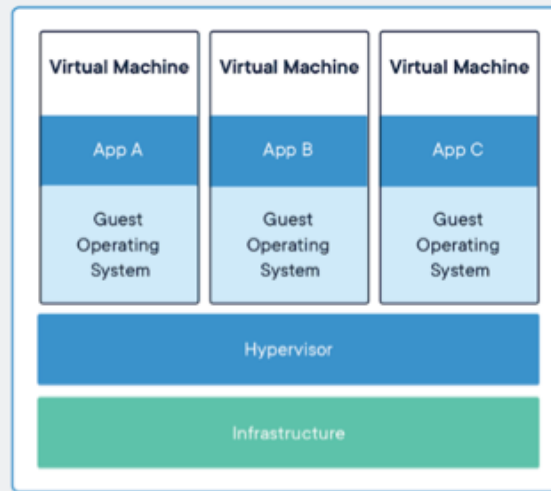 Virtual Machine
Virtual Machine
Virtual Machine
App A
App B
App C
Guest
Operating
System
Guest
Operating
System
Guest
Operating
System
Hypervisor
Infrastructure